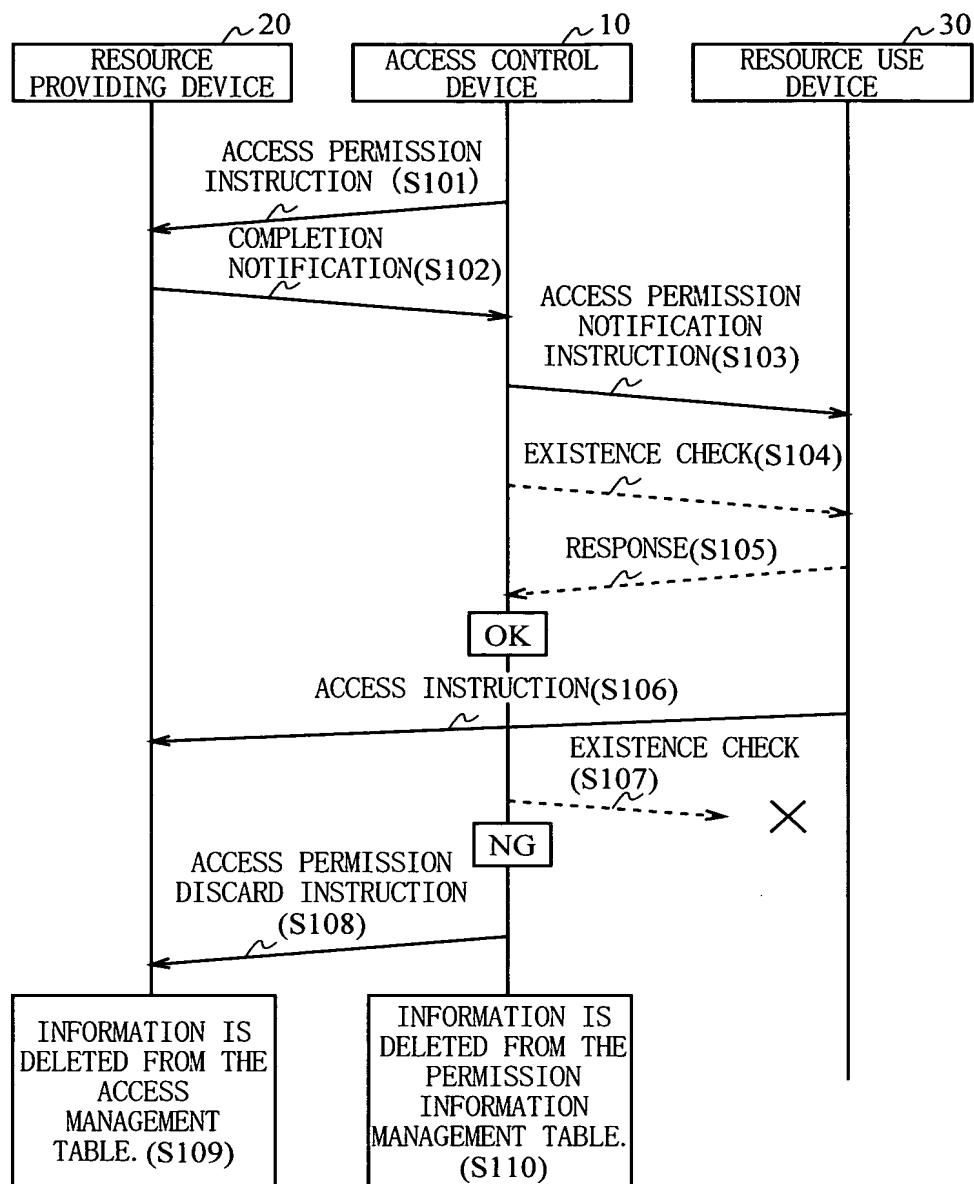 20
10
30
RESOURCE
PROVIDING DEVICE
ACCESS CONTROL
DEVICE
RESOURCE USE
DEVICE
ACCESS PERMISSION
INSTRUCTION (S101)
COMPLETION
NOTIFICATION(S102)
ACCESS PERMISSION
NOTIFICATION
INSTRUCTION(S103)
EXISTENCE CHECK(S104)
RESPONSE(S105)
OK
ACCESS INSTRUCTION(S106)
EXISTENCE CHECK
(S107)
NG
ACCESS PERMISSION
DISCARD INSTRUCTION
(S108)
INFORMATION IS
DELETED FROM THE
ACCESS
MANAGEMENT
TABLE. (S109)
INFORMATION IS
DELETED FROM THE
PERMISSION
INFORMATION
MANAGEMENT TABLE.
(S110)